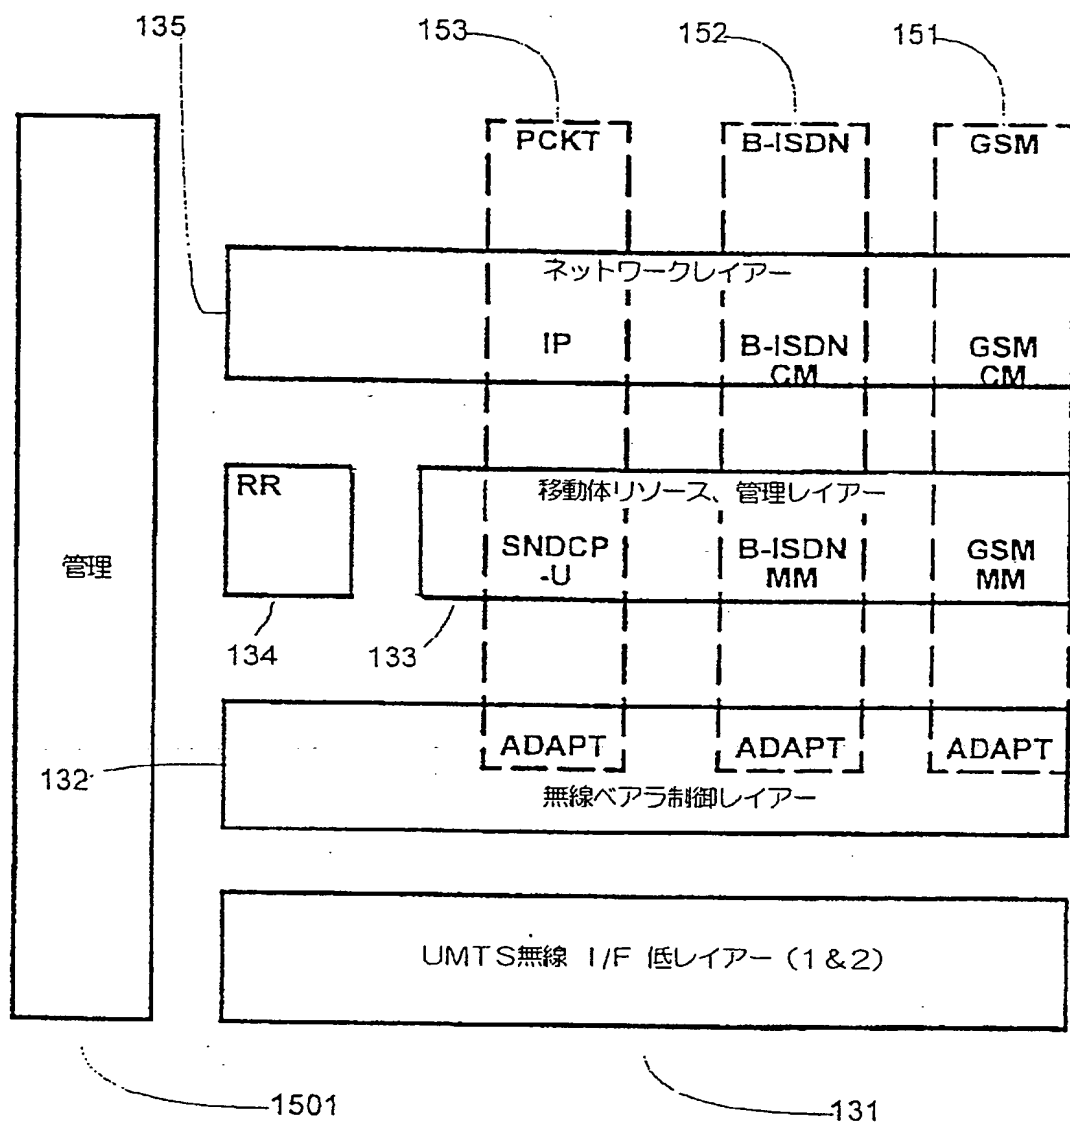 135
153
152
151
PCKT
B-ISDN
GSM
ネットワークレイアー
IP
B-ISDN
CM
GSM
CM
RR
移動体リソース、管理レイアー
管理
SNDCP
-U
B-ISDN
MM
GSM
MM
134
133
ADAPT
ADAPT
ADAPT
132
無線ベアラ制御レイアー
UMTS無線 I/F 低レイアー（1&2）
1501
131